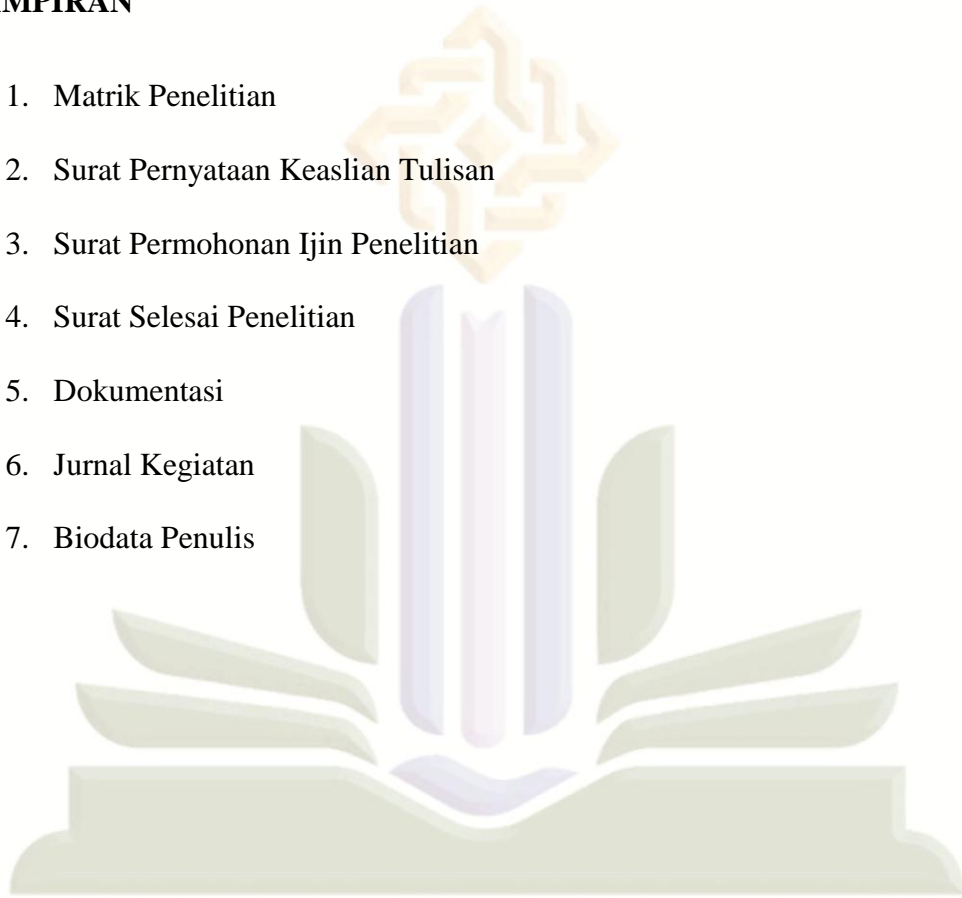 1. Matrik Penelitian
2. Surat Pernyataan Keaslian Tulisan
3. Surat Permohonan Ijin Penelitian
4. Surat Selesai Penelitian
5. Dokumentasi
6. Jurnal Kegiatan
7. Biodata Penulis